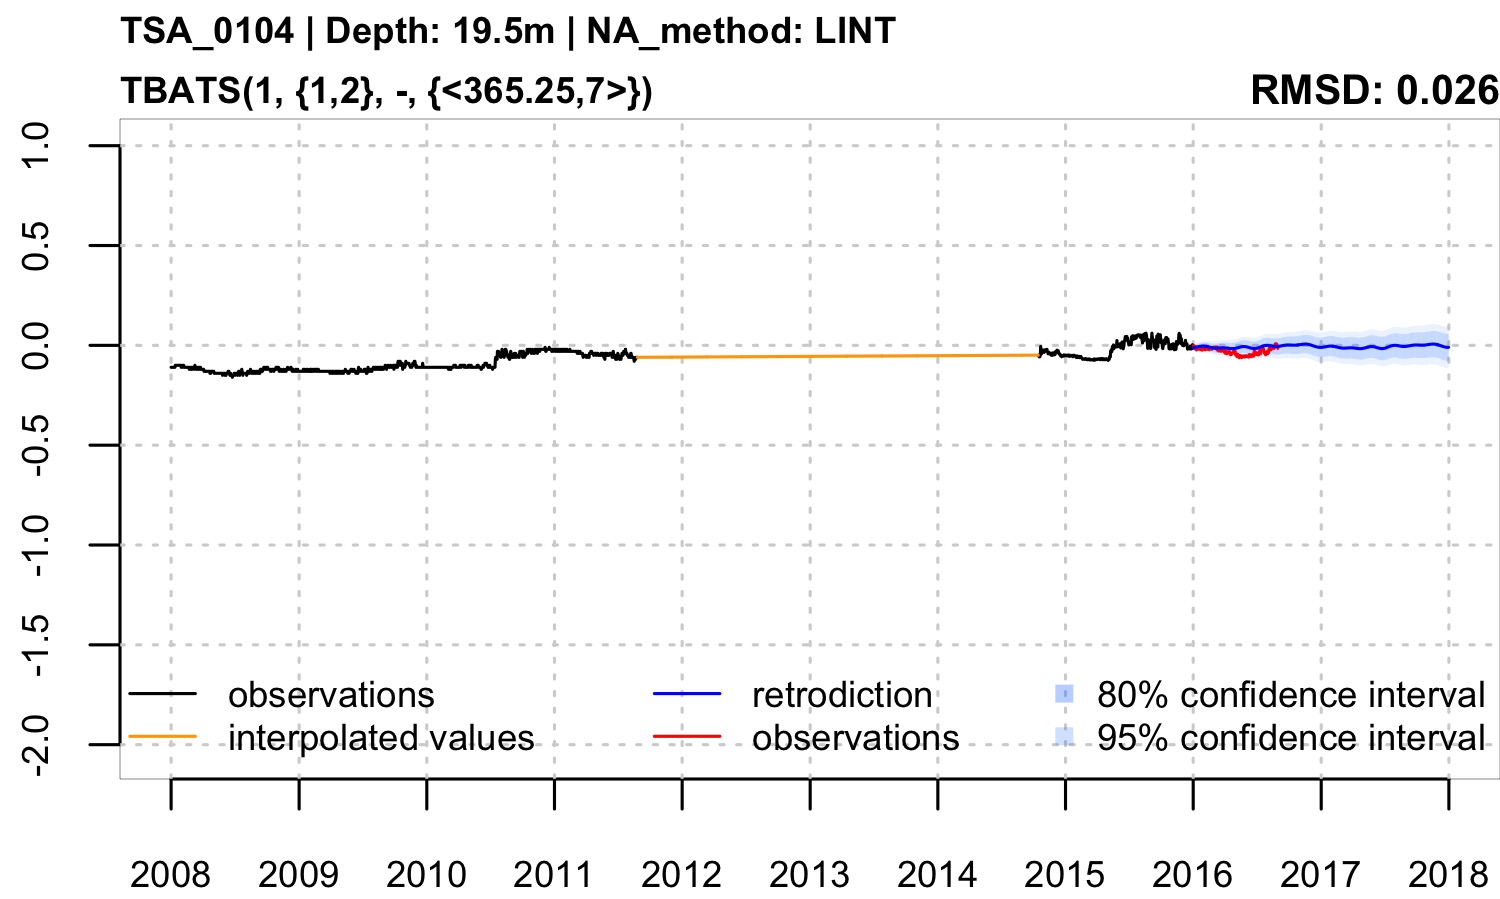 TSA_0104 | Depth: 19.5m | NA_method: LINT
TBATS(1, {1,2}, -, {<365.25,7>})
RMSD: 0.026
1.0
0.5
0.0
-0.5
-1.0
-1.5
-2.0
observations
interpolated values
retrodiction
observations
80% confidence interval
95% confidence interval
2008 2009 2010 2011 2012 2013 2014 2015 2016 2017 2018